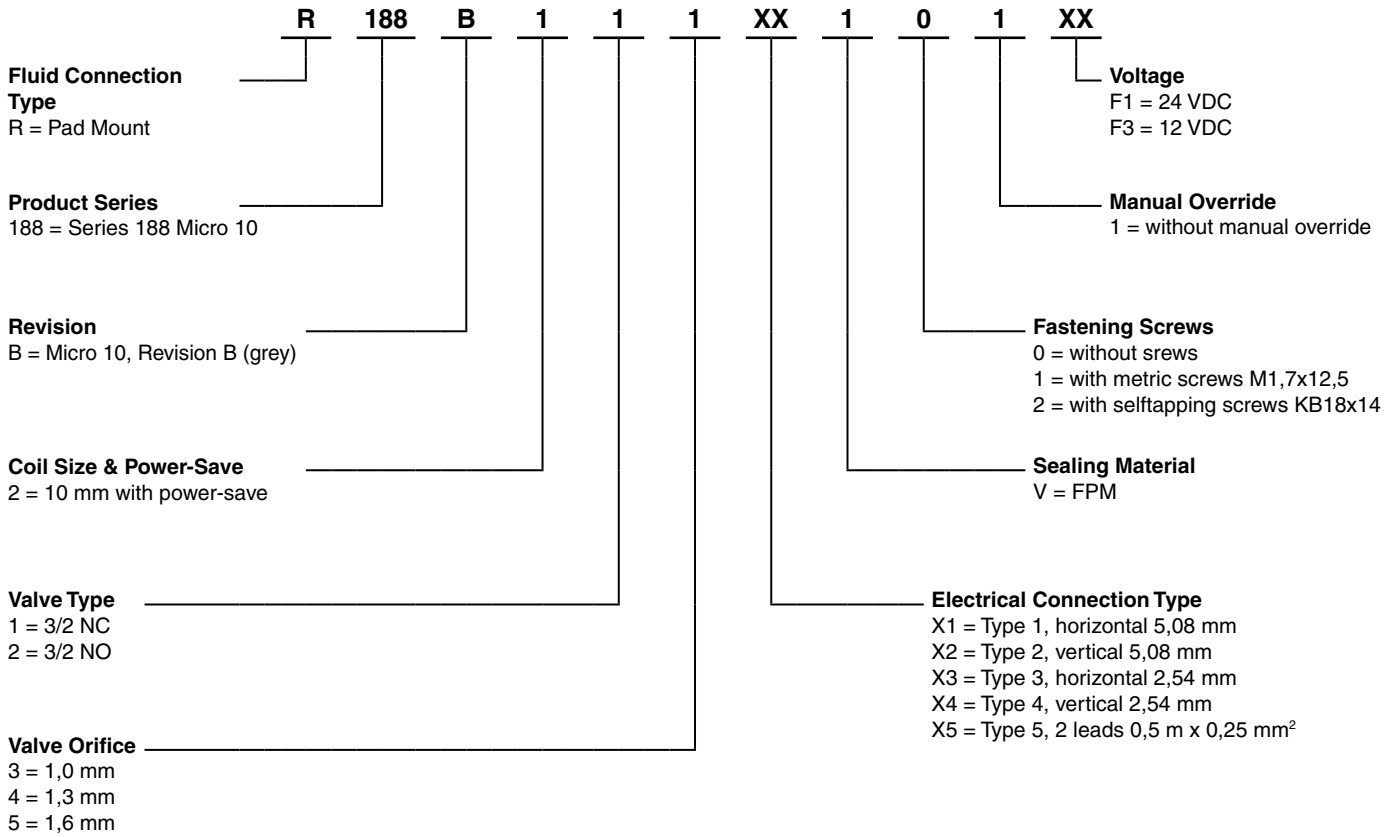 R 188 B 1 1 1 XX 1 0 1 XX
Fluid Connection
Type
R = Pad Mount
Product Series
188 = Series 188 Micro 10
Revision
B = Micro 10, Revision B (grey)
Coil Size & Power-Save
2 = 10 mm with power-save
Valve Type
1 = 3/2 NC
2 = 3/2 NO
Valve Orifice
3 = 1,0 mm
4 = 1,3 mm
5 = 1,6 mm
Voltage
F1 = 24 VDC
F3 = 12 VDC
Manual Override
1 = without manual override
Fastening Screws
0 = without srews
1 = with metric screws M1,7x12,5
2 = with selftapping screws KB18x14
Sealing Material
V = FPM
Electrical Connection Type
X1 = Type 1, horizontal 5,08 mm
X2 = Type 2, vertical 5,08 mm
X3 = Type 3, horizontal 2,54 mm
X4 = Type 4, vertical 2,54 mm
X5 = Type 5, 2 leads 0,5 m x 0,25 mm²